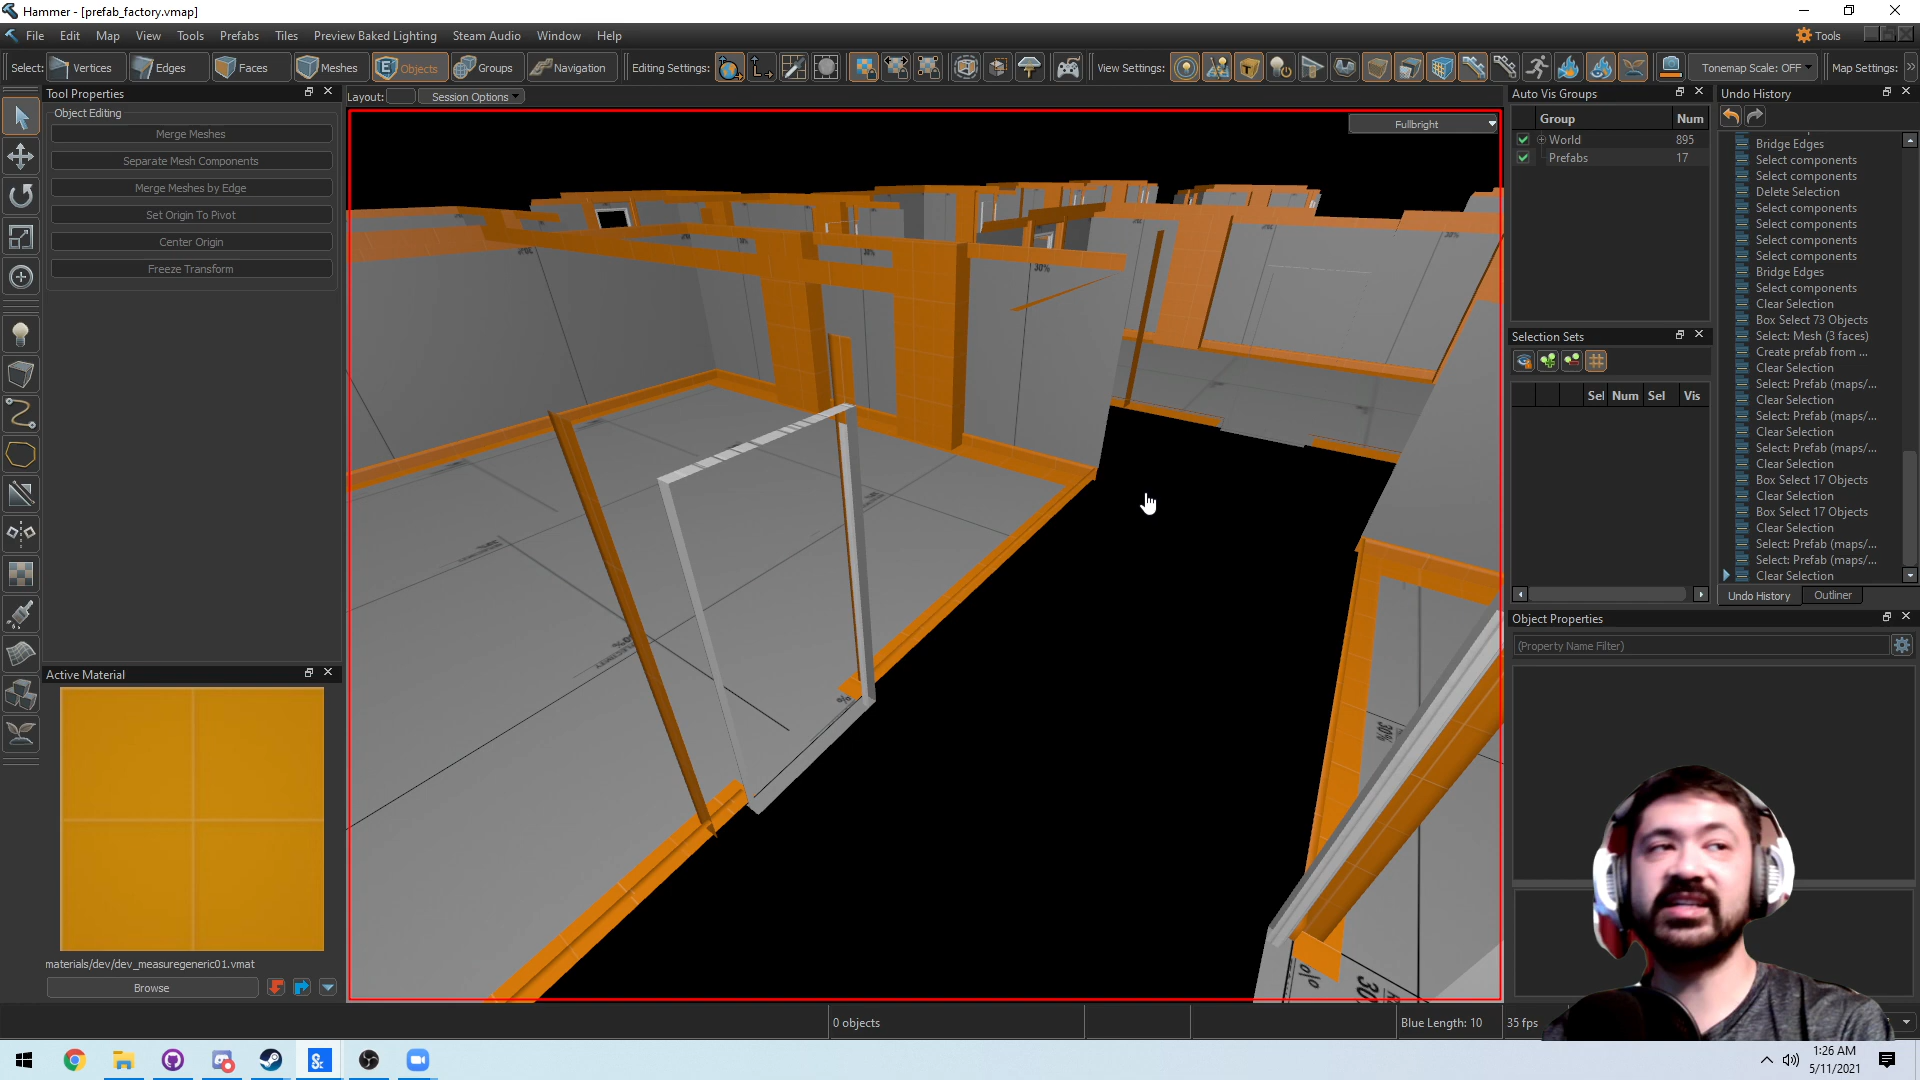 Hammer - [prefab_factory.vmap]
File Edit Map View Tools Prefabs Tiles Preview Baked Lighting Steam Audio Window Help
Tools
Select: Vertices Edges Faces Meshes Objects Groups Navigation Editing Settings: View Settings: Tonemap Scale: OFF Map Settings:
Tool Properties
Object Editing
Merge Meshes
Separate Mesh Components
Merge Meshes by Edge
Set Origin To Pivot
Center Origin
Freeze Transform
Active Material
materials/dev/dev_measuregeneric01.vmat
Browse
Layout: Session Options
Fullbright
30%
30%
30%
0 objects
Blue Length: 10
35 fps
Auto Vis Groups
Group Num
World 895
Prefabs 17
Selection Sets
Sel Num Sel Vis
Undo History
Bridge Edges
Select components
Select components
Delete Selection
Select components
Select components
Select components
Select components
Bridge Edges
Select components
Clear Selection
Box Select 73 Objects
Select: Mesh (3 faces)
Create prefab from ...
Clear Selection
Select: Prefab (maps/...
Clear Selection
Select: Prefab (maps/...
Clear Selection
Select: Prefab (maps/...
Clear Selection
Box Select 17 Objects
Clear Selection
Box Select 17 Objects
Clear Selection
Select: Prefab (maps/...
Select: Prefab (maps/...
Clear Selection
Undo History Outliner
Object Properties
(Property Name Filter)
1:26 AM
5/11/2021